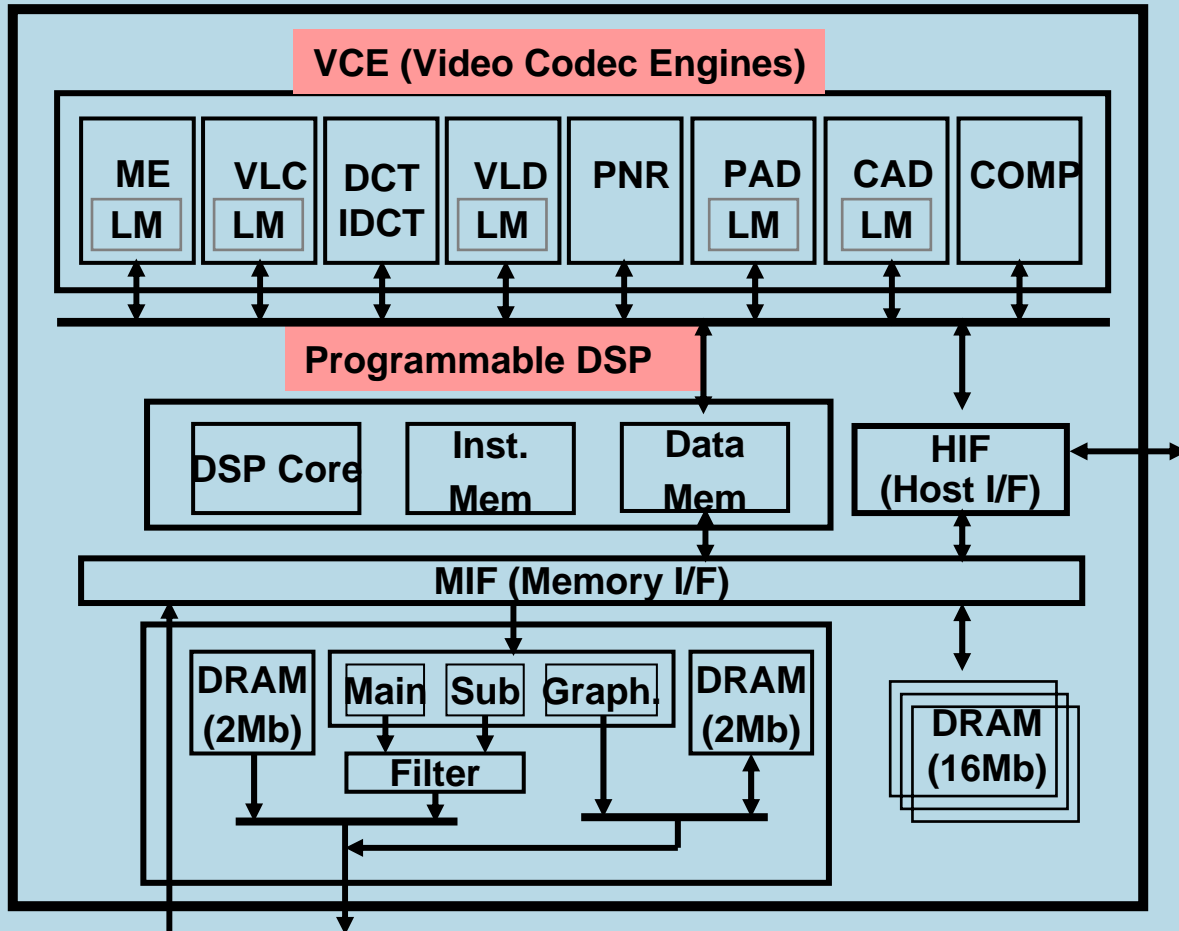 VCE (Video Codec Engines)
ME
LM
VLC
LM
DCT
IDCT
VLD
LM
PNR
PAD
LM
CAD
LM
COMP
Programmable DSP
DSP Core
Inst.
Mem
Data
Mem
HIF
(Host I/F)
MIF (Memory I/F)
DRAM
(2Mb)
Main
Sub
Graph.
Filter
DRAM
(2Mb)
DRAM
(16Mb)